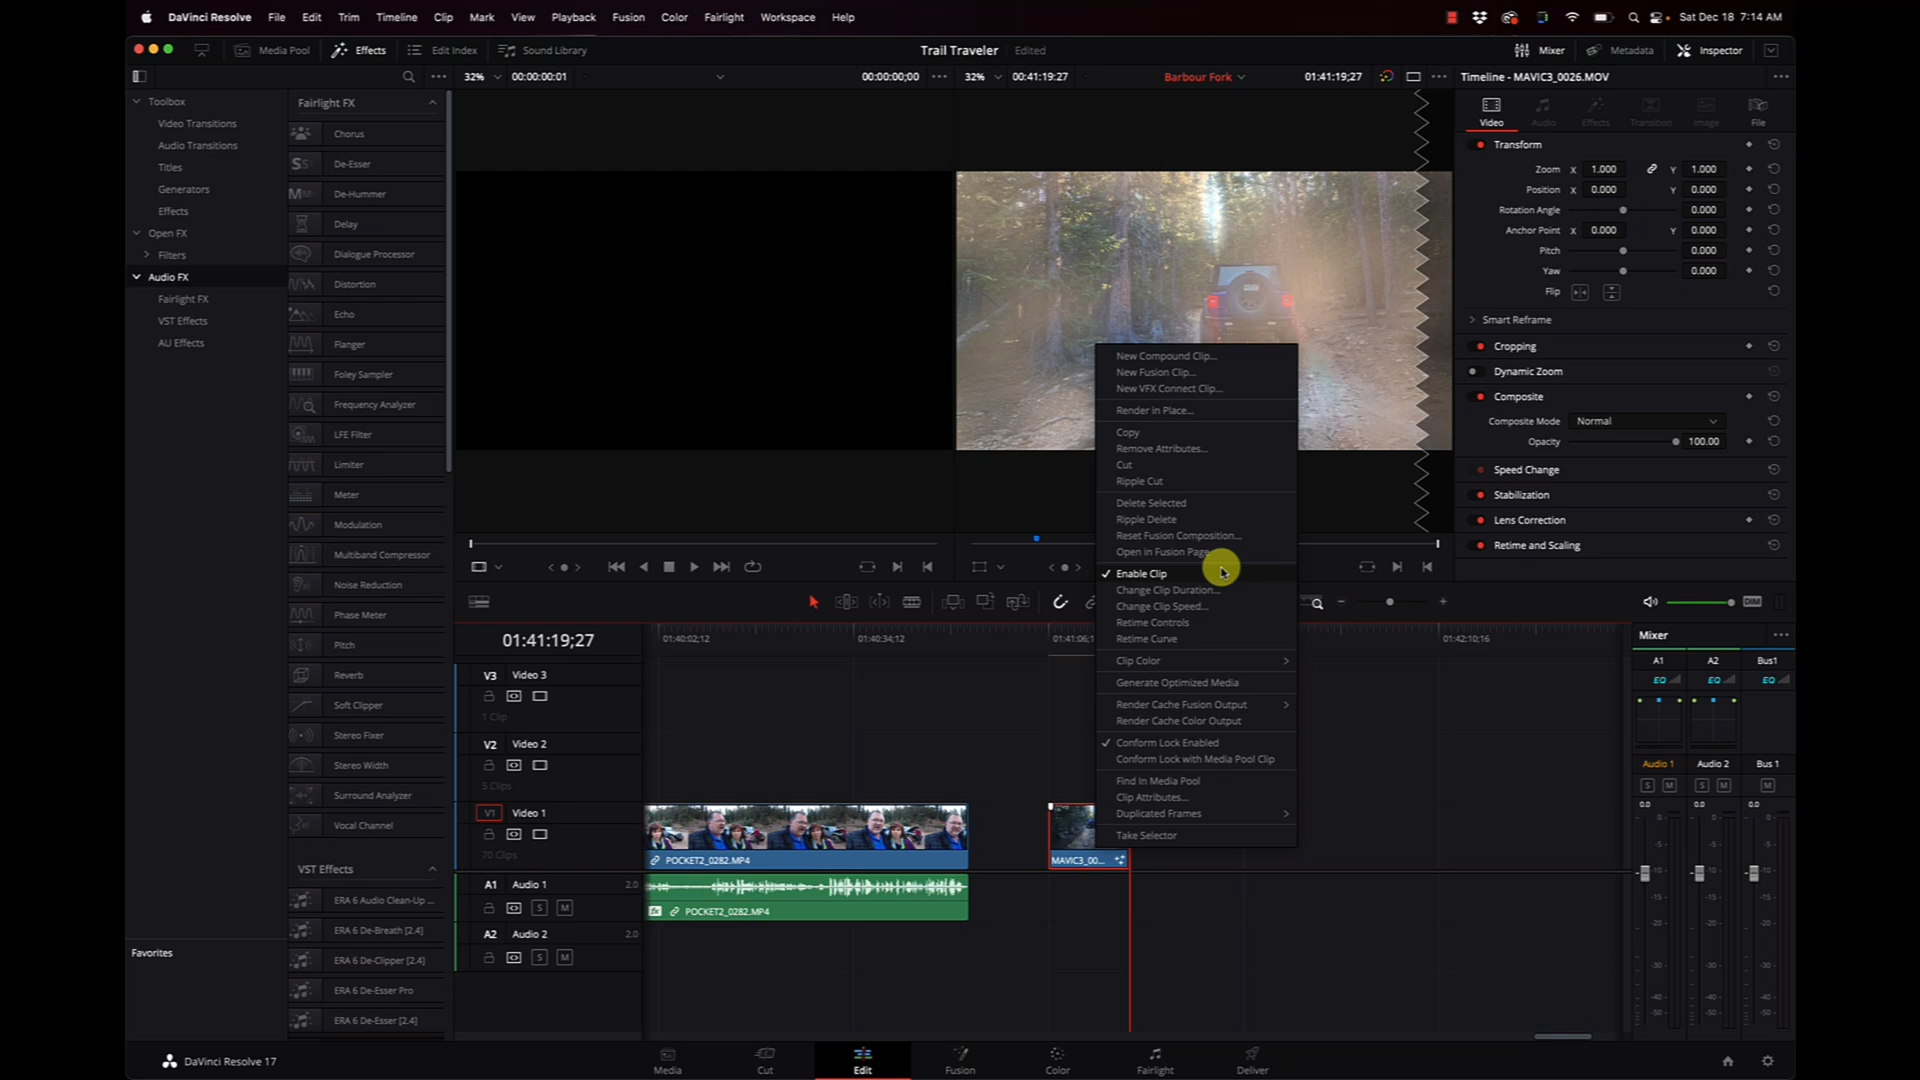 DaVinci Resolve File Edit Trim Timeline Clip Mark View Playback Fusion Color Fairlight Workspace Help Sat Dec 18 7:14 AM
Media Pool Effects Edit Index Sound Library Trail Traveler Edited Mixer Metadata Inspector
32% 00:00:00:01 00:00:00;00 32% 00:41:19:27 Barbour Fork 01:41:19;27 Timeline - MAVIC3_0026.MOV
Toolbox
Video Transitions
Audio Transitions
Titles
Generators
Effects
Open FX
Filters
Audio FX
Fairlight FX
VST Effects
AU Effects
Favorites
Fairlight FX
Chorus
De-Esser
De-Hummer
Delay
Dialogue Processor
Distortion
Echo
Flanger
Foley Sampler
Frequency Analyzer
LFE Filter
Limiter
Meter
Modulation
Multiband Compressor
Noise Reduction
Phase Meter
Pitch
Reverb
Soft Clipper
Stereo Fixer
Stereo Width
Surround Analyzer
Vocal Channel
VST Effects
ERA 6 Audio Clean-Up ...
ERA 6 De-Breath [2.4]
ERA 6 De-Clipper [2.4]
ERA 6 De-Esser Pro
ERA 6 De-Esser [2.4]
New Compound Clip...
New Fusion Clip...
New VFX Connect Clip...
Render in Place...
Copy
Remove Attributes...
Cut
Ripple Cut
Delete Selected
Ripple Delete
Reset Fusion Composition...
Open in Fusion Page
Enable Clip
Change Clip Duration...
Change Clip Speed...
Retime Controls
Retime Curve
Clip Color
Generate Optimized Media
Render Cache Fusion Output
Render Cache Color Output
Conform Lock Enabled
Conform Lock with Media Pool Clip
Find In Media Pool
Clip Attributes...
Duplicated Frames
Take Selector
Video Audio Effects Transition Image File
Transform
Zoom X 1.000 Y 1.000
Position X 0.000 Y 0.000
Rotation Angle 0.000
Anchor Point X 0.000 Y 0.000
Pitch 0.000
Yaw 0.000
Flip
Smart Reframe
Cropping
Dynamic Zoom
Composite
Composite Mode Normal
Opacity 100.00
Speed Change
Stabilization
Lens Correction
Retime and Scaling
DIM
01:41:19;27 01:40:02;12 01:40:34;12 01:41:06;1 01:42:10;16
V3 Video 3
1 Clip
V2 Video 2
5 Clips
V1 Video 1
70 Clips
POCKET2_0282.MP4 MAVIC3_00...
A1 Audio 1 2.0
S M
fx POCKET2_0282.MP4
A2 Audio 2 2.0
S M
Mixer
A1 A2 Bus1
EQ EQ EQ
Audio 1 Audio 2 Bus 1
S M S M M
0.0 0.0 0.0
DaVinci Resolve 17 Media Cut Edit Fusion Color Fairlight Deliver